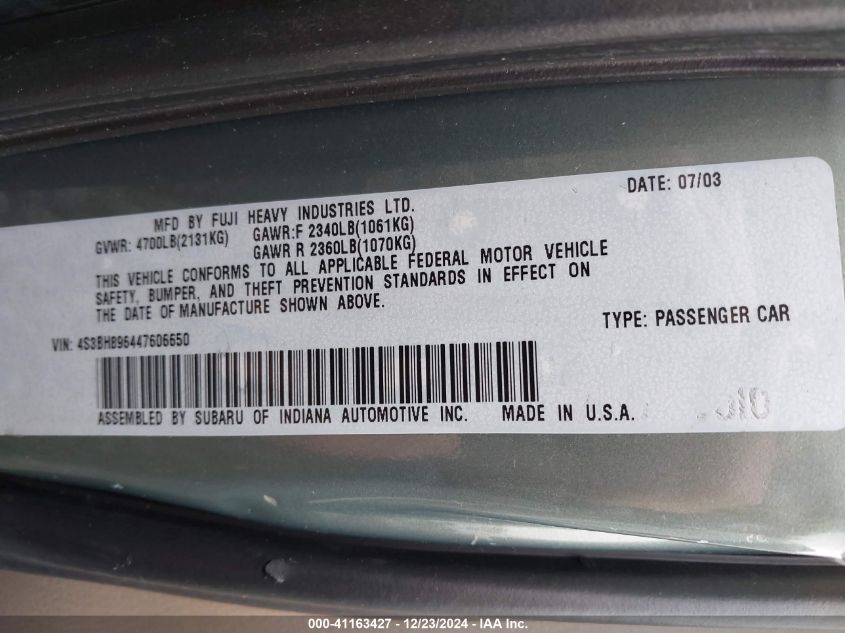 MFD BY FUJI HEAVY INDUSTRIES LTD.
DATE: 07/03
GVWR: 4700LB(2131KG)
GAWR:F 2340LB(1061KG)
GAWR R 2360LB(1070KG)
THIS VEHICLE CONFORMS TO ALL APPLICABLE FEDERAL MOTOR VEHICLE
SAFETY, BUMPER, AND THEFT PREVENTION STANDARDS IN EFFECT ON
THE DATE OF MANUFACTURE SHOWN ABOVE.
VIN: 4S3BH896447606650
TYPE: PASSENGER CAR
ASSEMBLED BY SUBARU OF INDIANA AUTOMOTIVE INC.
MADE IN U.S.A.
000-41163427 - 12/23/2024 - IAA Inc.